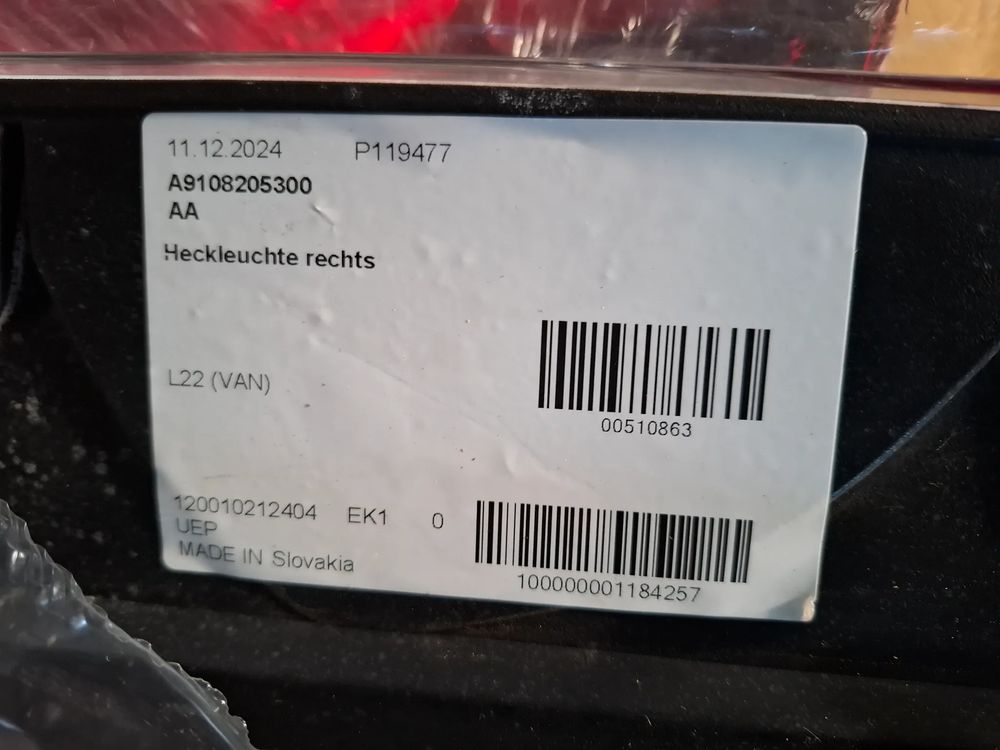 11.12.2024 P119477
A9108205300
AA
Heckleuchte rechts
L22 (VAN)
00510863
120010212404 EK1 0
UEP
MADE IN Slovakia
100000001184257